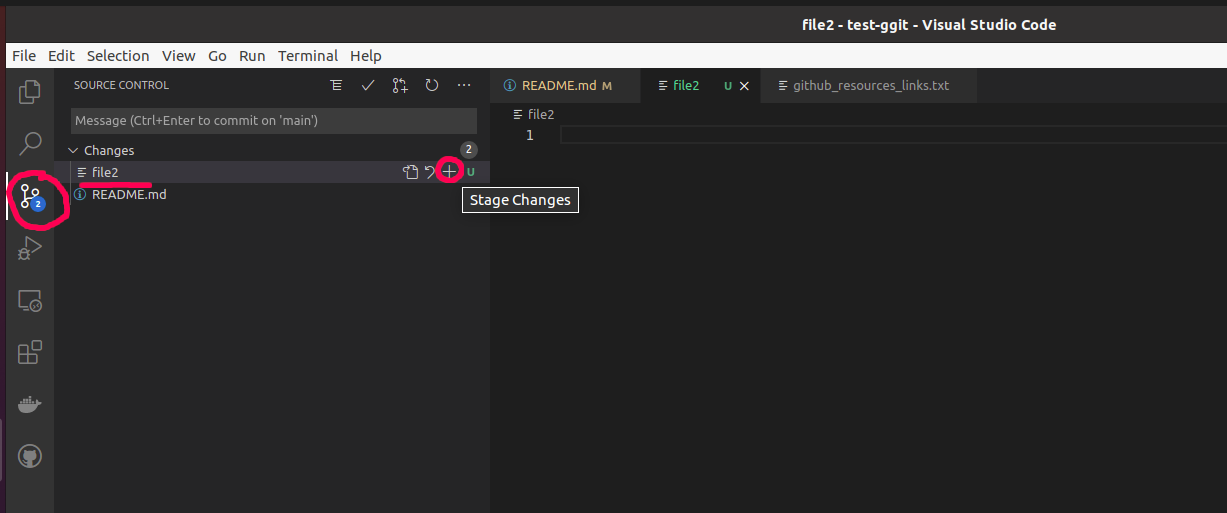 file2 - test-ggit - Visual Studio Code
File Edit Selection View Go Run Terminal Help
SOURCE CONTROL
README.md M
file2 U
github_resources_links.txt
Message (Ctrl+Enter to commit on 'main')
file2
Changes 2
1
file2 U
2
README.md
Stage Changes